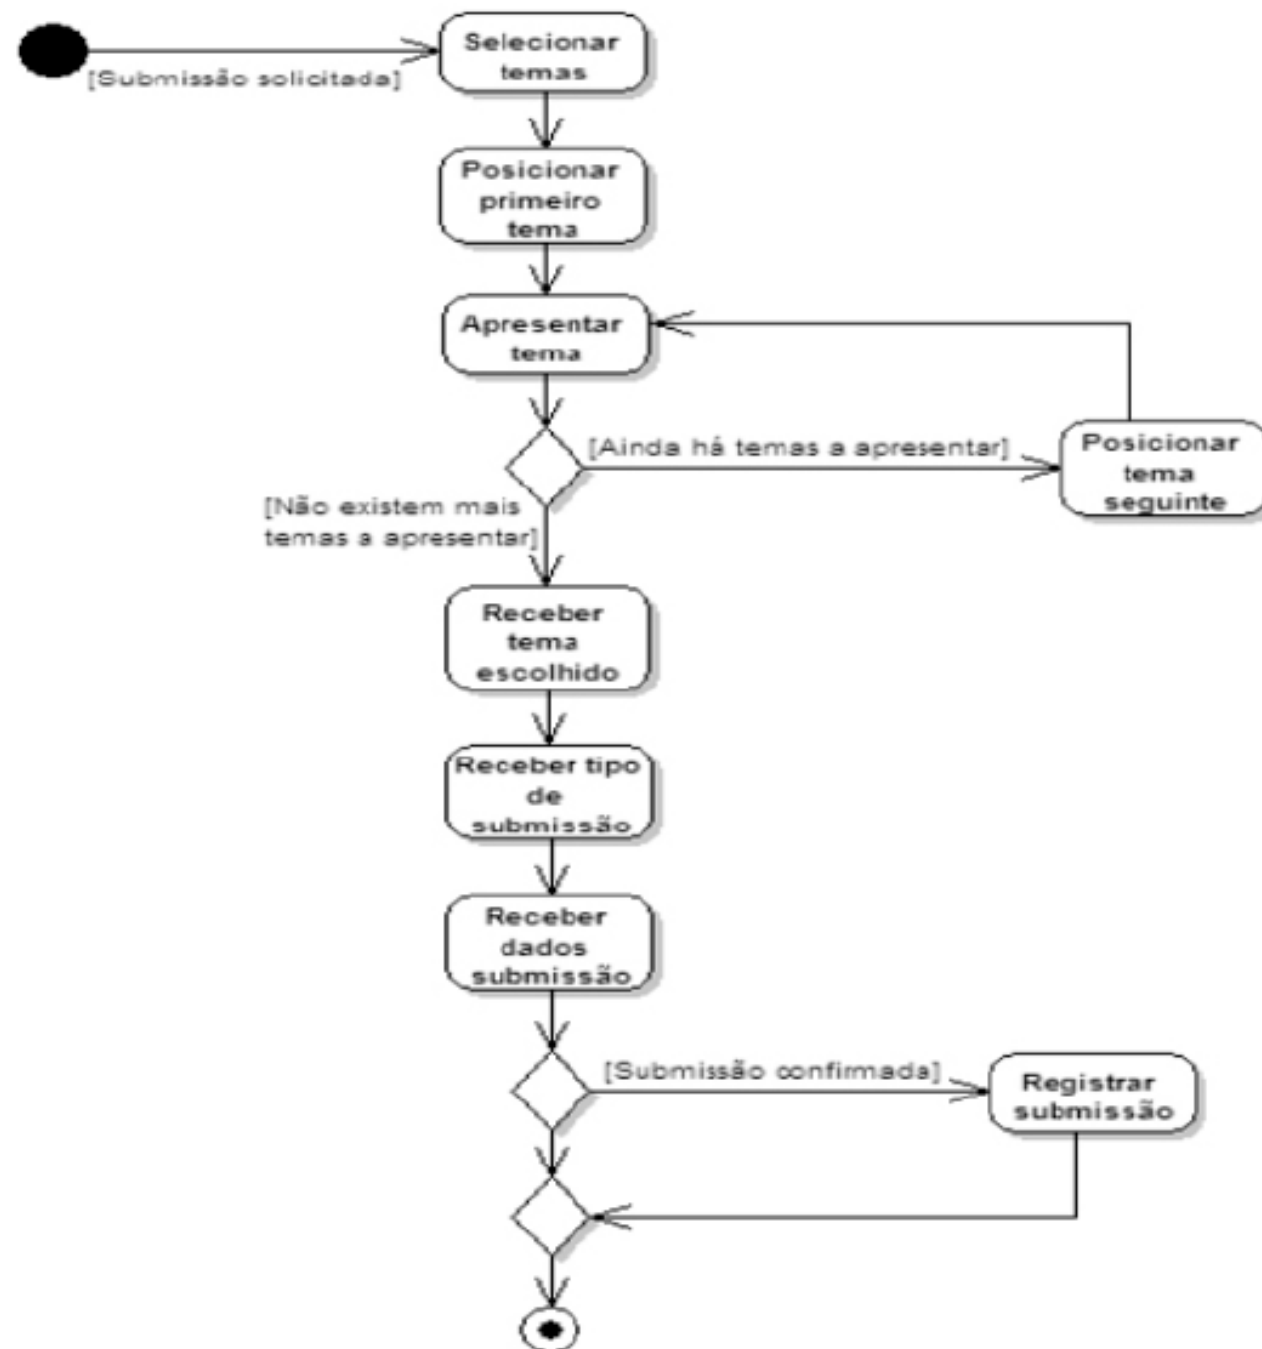 Selecionar
temas
[Submissão solicitada]
Posicionar
primeiro
tema
Apresentar
tema
[Ainda há temas a apresentar]
Posicionar
tema
seguinte
[Não existem mais
temas a apresentar]
Receber
tema
escolhido
Receber tipo
de
submissão
Receber
dados
submissão
[Submissão confirmada]
Registrar
submissão